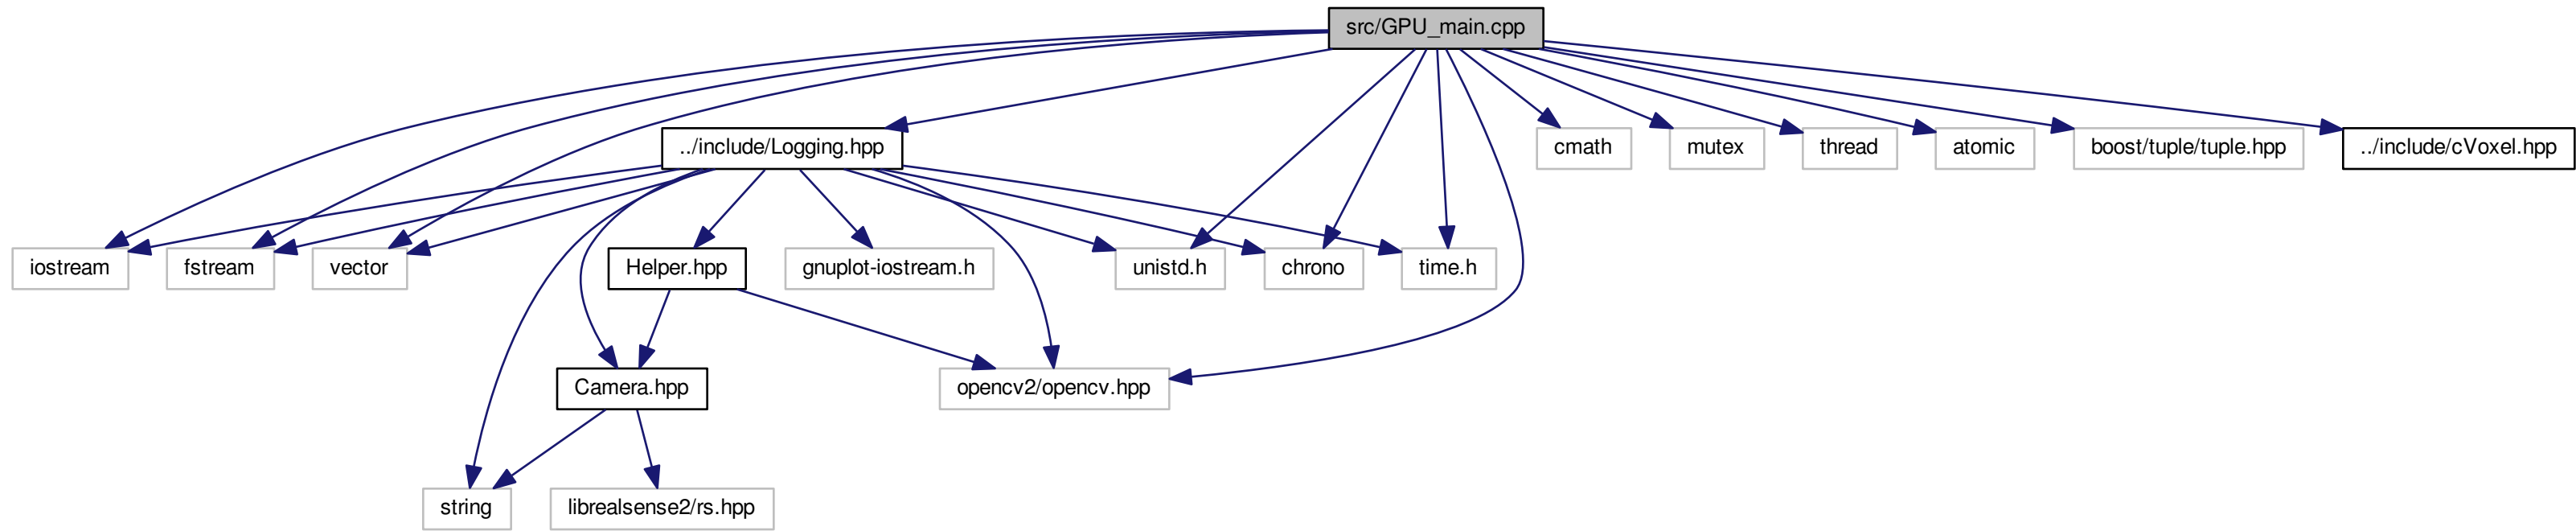 src/GPU_main.cpp
../include/Logging.hpp
cmath
mutex
thread
atomic
boost/tuple/tuple.hpp
../include/cVoxel.hpp
iostream
fstream
vector
Helper.hpp
gnuplot-iostream.h
unistd.h
chrono
time.h
Camera.hpp
opencv2/opencv.hpp
string
librealsense2/rs.hpp